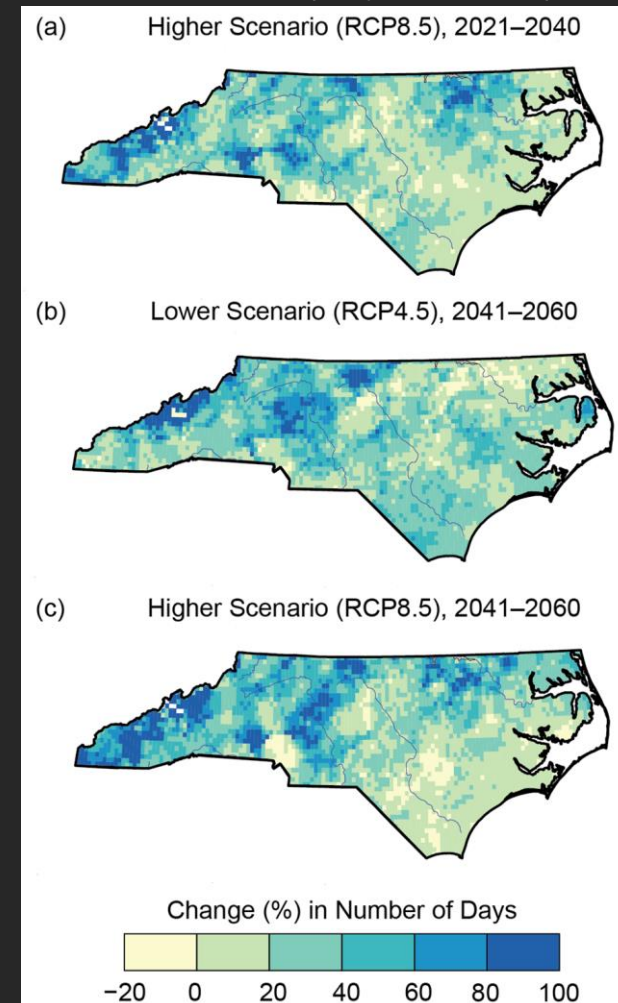 (a) Higher Scenario (RCP8.5), 2021–2040
(b) Lower Scenario (RCP4.5), 2041–2060
(c) Higher Scenario (RCP8.5), 2041–2060
Change (%) in Number of Days
−20 0 20 40 60 80 100